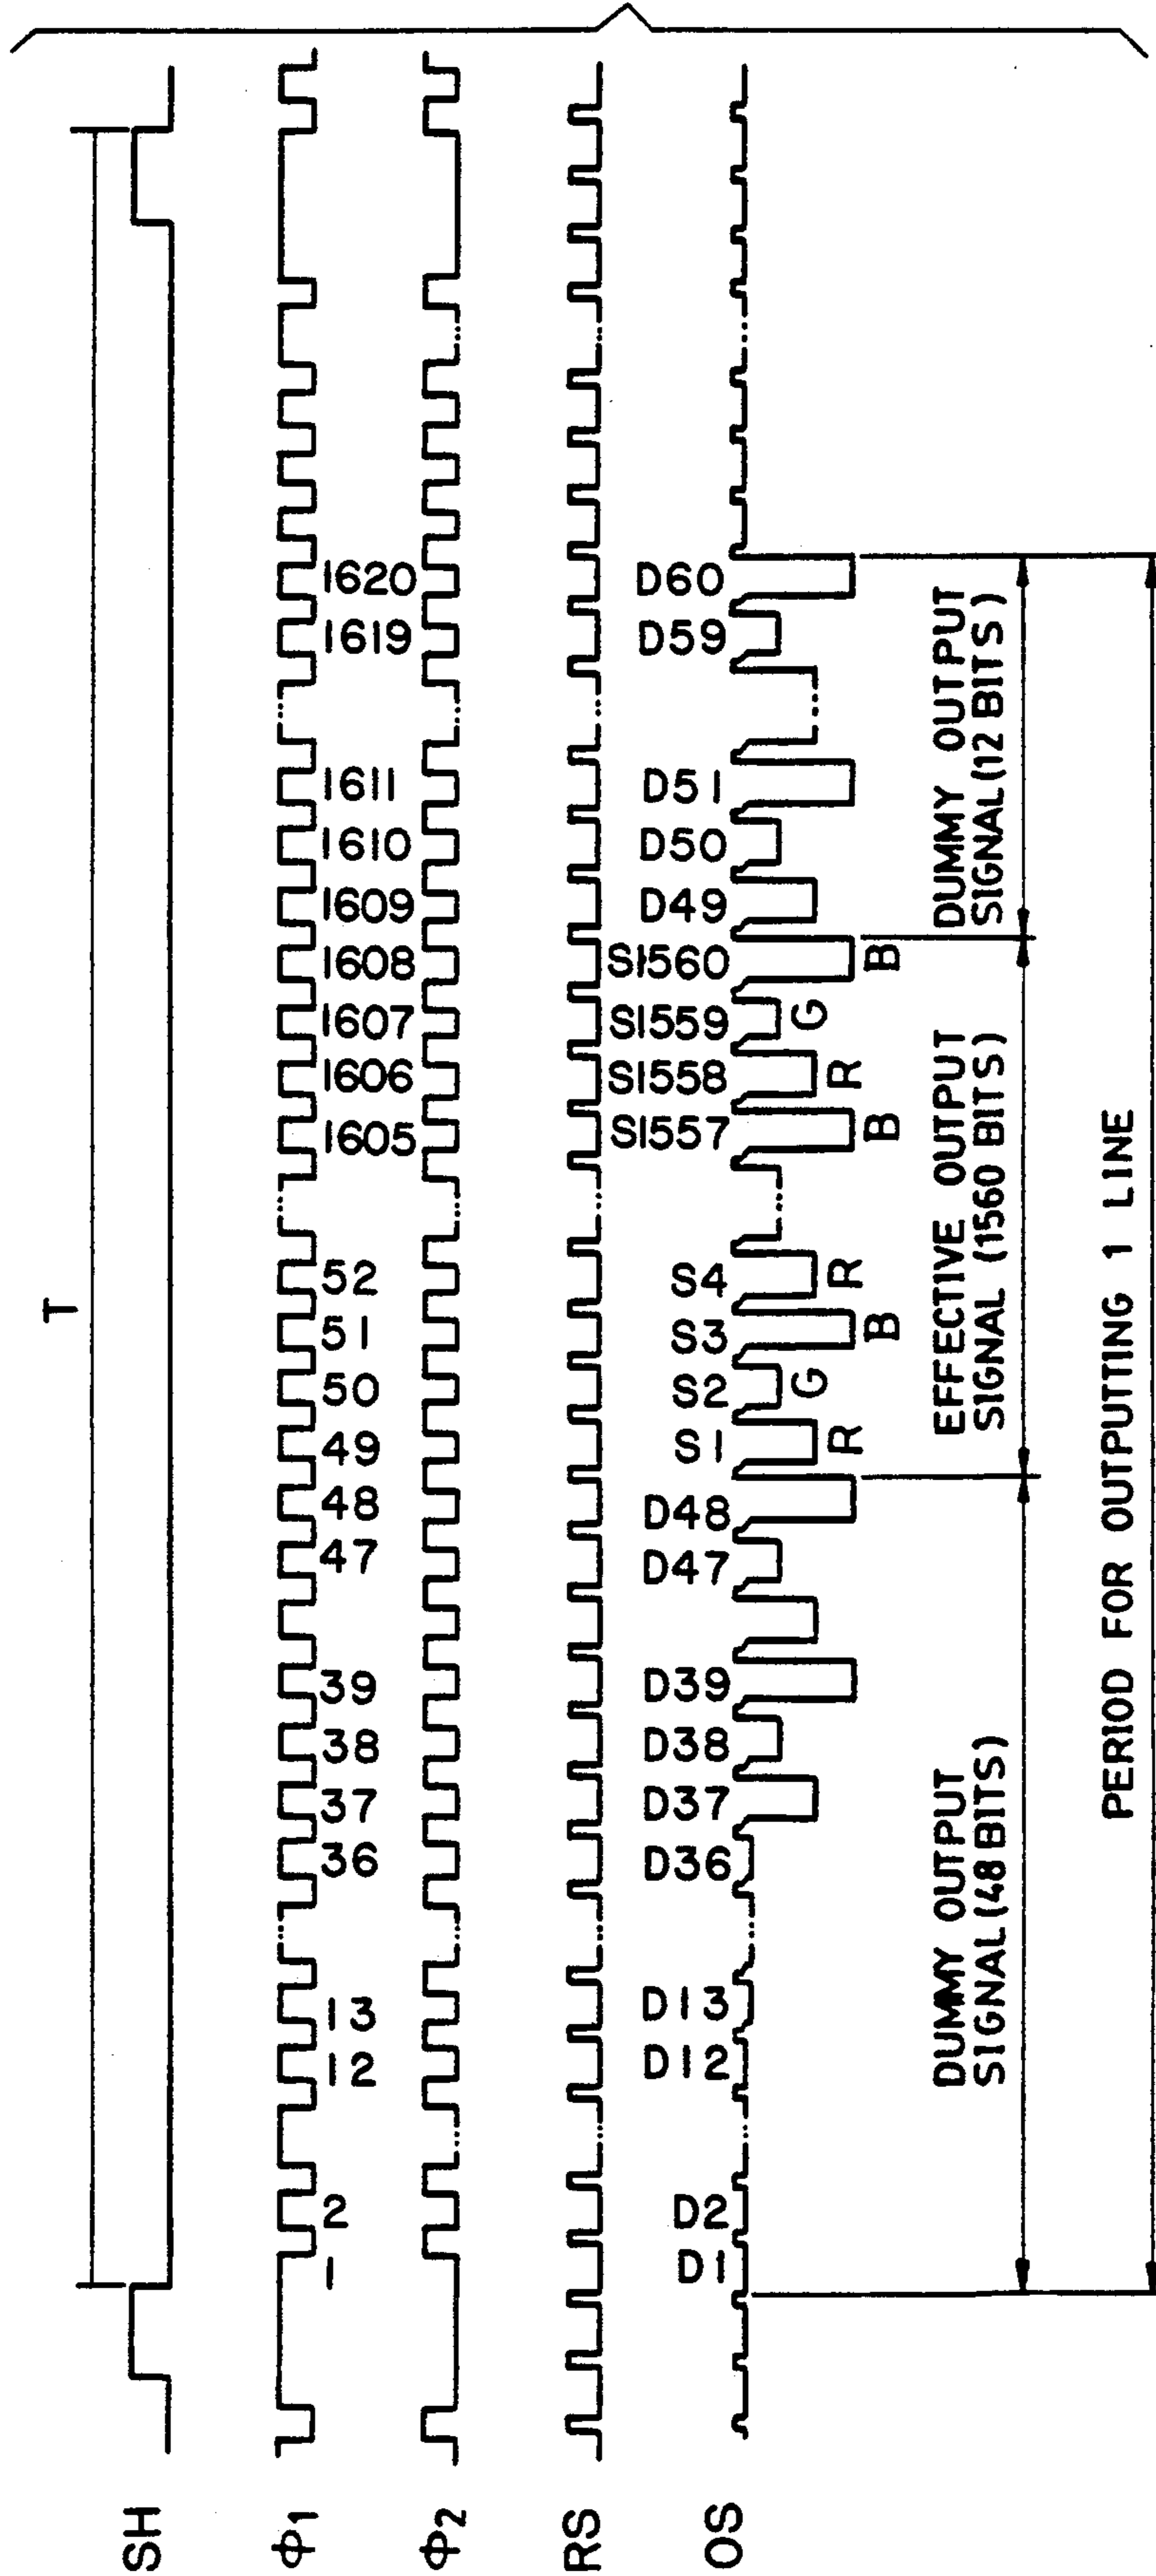 T
SH
Φ1
1 2 12 13 36 37 38 39 47 48 49 50 51 52 1605 1606 1607 1608 1609 1610 1611 1619 1620
Φ2
RS
OS
D1 D2 D12 D13 D36 D37 D38 D39 D47 D48 S1 S2 S3 S4 S1557 S1558 S1559 S1560 D49 D50 D51 D59 D60
R G B R B R G B
DUMMY OUTPUT
SIGNAL (48 BITS)
EFFECTIVE OUTPUT
SIGNAL (1560 BITS)
DUMMY OUTPUT
SIGNAL (12 BITS)
PERIOD FOR OUTPUTTING 1 LINE